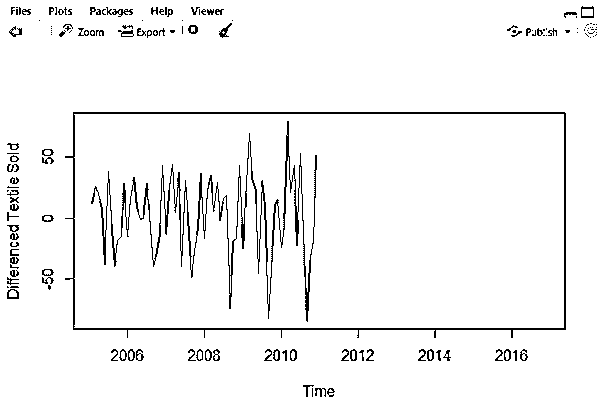 Files Plots Packages Help Viewer
Zoom Export Publish
Differenced Textile Sold
50
0
-50
2006 2008 2010 2012 2014 2016
Time